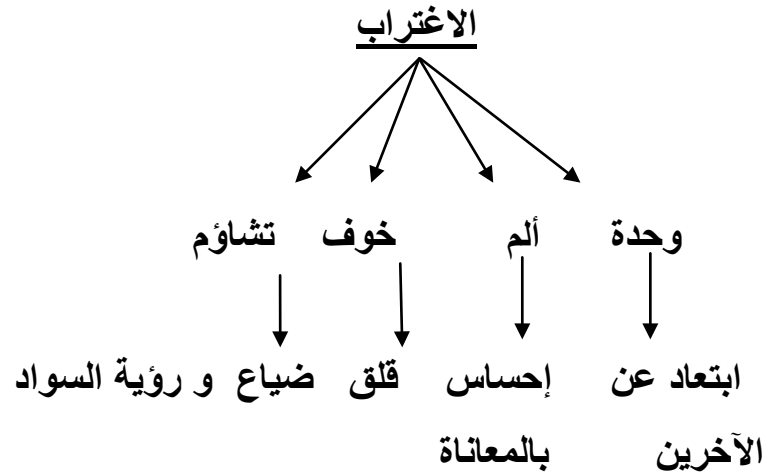 الاغتراب
وحدة ألم خوف تشاؤم
ابتعاد عن إحساس قلق ضياع و رؤية السواد
الآخرين بالمعاناة